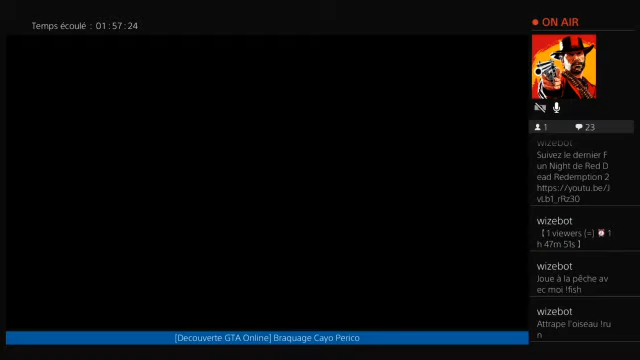 Temps écoulé : 01:57:24
ON AIR
1 23
wizebot
Suivez le dernier F
un Night de Red D
ead Redemption 2
https://youtu.be/J
vLb1_rRz30
wizebot
【 1 viewers (=) ⏰ 1
h 47m 51s 】
wizebot
Joue à la pêche av
ec moi !fish
wizebot
Attrape l'oiseau !ru
n
[Decouverte GTA Online] Braquage Cayo Perico